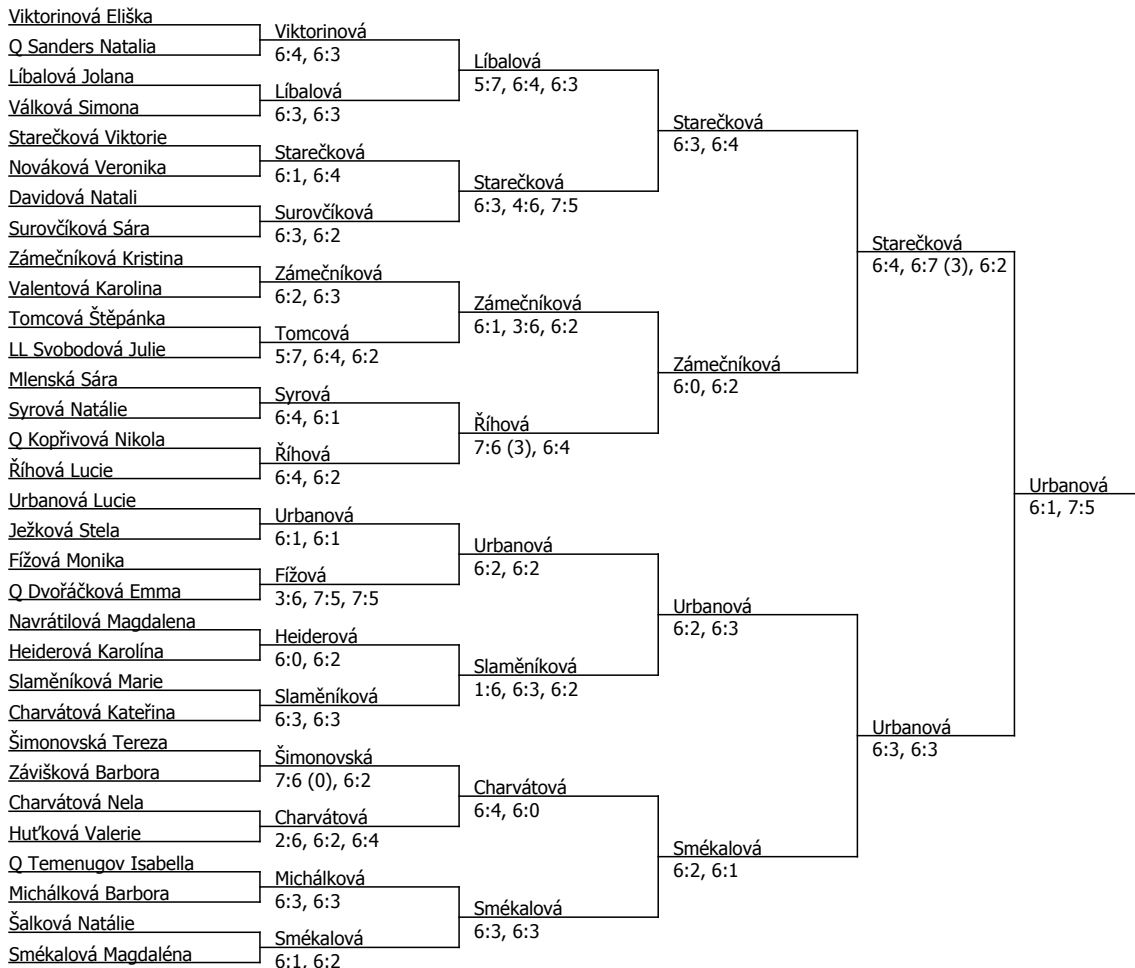 Viktorinová Eliška
Q Sanders Natalia
Líbalová Jolana
Válková Simona
Starečková Viktorie
Nováková Veronika
Davidová Natali
Surovčíková Sára
Zámečníková Kristina
Valentová Karolina
Tomcová Štěpánka
LL Svobodová Julie
Mlenská Sára
Syrová Natálie
Q Kopřivová Nikola
Říhová Lucie
Urbanová Lucie
Ježková Stela
Fížová Monika
Q Dvořáčková Emma
Navrátilová Magdalena
Heiderová Karolína
Slaměníková Marie
Charvátová Kateřina
Šimonovská Tereza
Závišková Barbora
Charvátová Nela
Huťková Valerie
Q Temenugov Isabella
Michálková Barbora
Šalková Natálie
Smékalová Magdaléna
Viktorinová
6:4, 6:3
Líbalová
6:3, 6:3
Starečková
6:1, 6:4
Surovčíková
6:3, 6:2
Zámečníková
6:2, 6:3
Tomcová
5:7, 6:4, 6:2
Syrová
6:4, 6:1
Říhová
6:4, 6:2
Urbanová
6:1, 6:1
Fížová
3:6, 7:5, 7:5
Heiderová
6:0, 6:2
Slaměníková
6:3, 6:3
Šimonovská
7:6 (0), 6:2
Charvátová
2:6, 6:2, 6:4
Michálková
6:3, 6:3
Smékalová
6:1, 6:2
Líbalová
5:7, 6:4, 6:3
Starečková
6:3, 4:6, 7:5
Zámečníková
6:1, 3:6, 6:2
Říhová
7:6 (3), 6:4
Urbanová
6:2, 6:2
Slaměníková
1:6, 6:3, 6:2
Charvátová
6:4, 6:0
Smékalová
6:3, 6:3
Starečková
6:3, 6:4
Zámečníková
6:0, 6:2
Urbanová
6:2, 6:3
Smékalová
6:2, 6:1
Starečková
6:4, 6:7 (3), 6:2
Urbanová
6:3, 6:3
Urbanová
6:1, 7:5